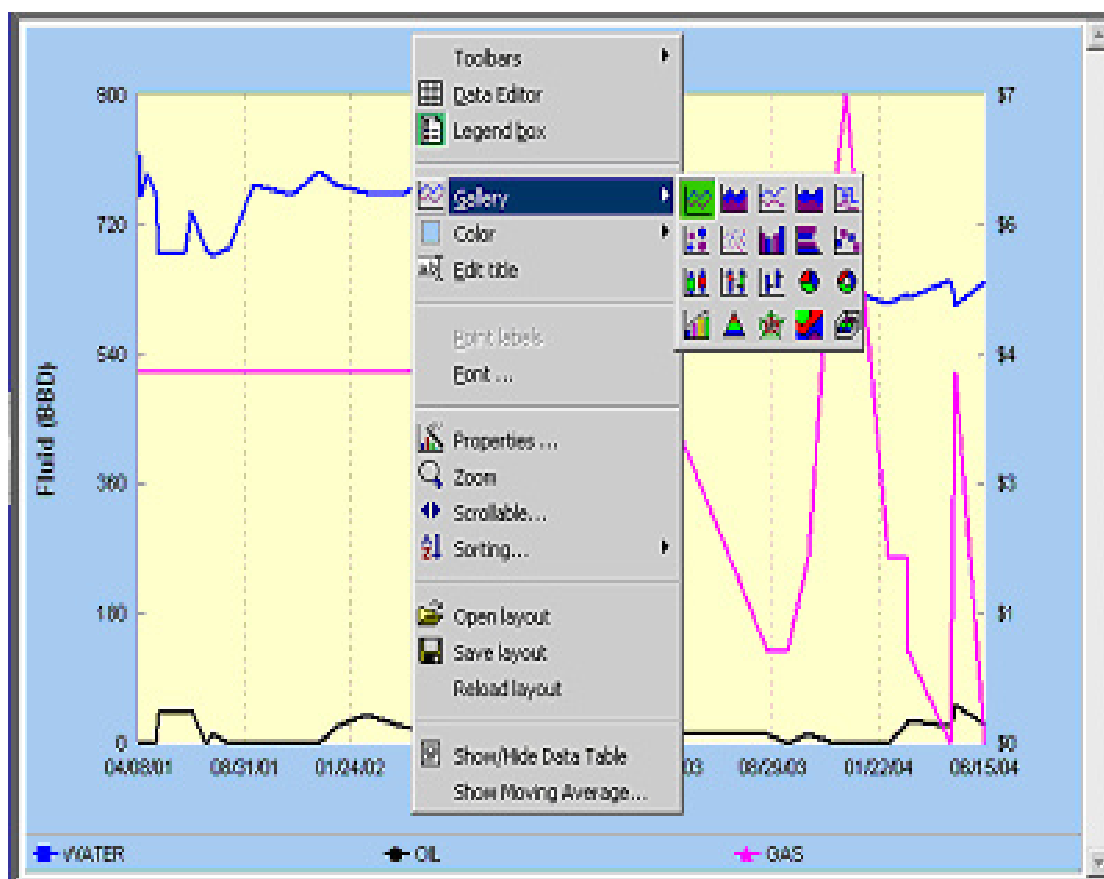 Toolbars
Data Editor
Legend box
Gallery
Color
Edit title
Point labels
Font ...
Properties ...
Zoom
Scrollable...
Sorting...
Open layout
Save layout
Reload layout
Show/Hide Data Table
Show Moving Average...
Fluid (BBD)
900
720
540
360
180
0
$7
$6
$4
$3
$1
$0
04/08/01
08/31/01
01/24/02
03
08/29/03
01/22/04
06/15/04
WATER
OIL
GAS